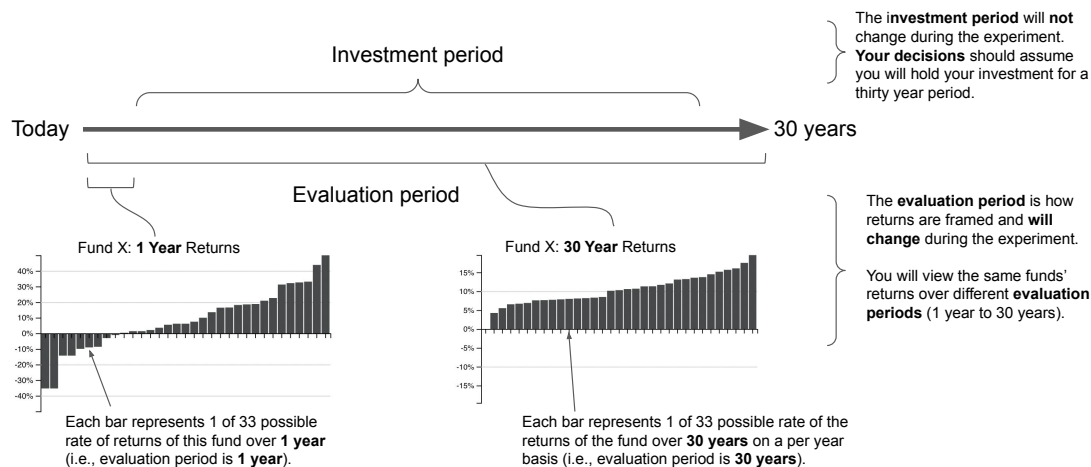 The investment period will not
change during the experiment.
Your decisions should assume
you will hold your investment for a
thirty year period.
Investment period
Today
30 years
Evaluation period
The evaluation period is how
returns are framed and will
change during the experiment.
You will view the same funds’
returns over different evaluation
periods (1 year to 30 years).
Fund X: 1 Year Returns
40%
30%
20%
10%
0%
-10%
-20%
-30%
-40%
Fund X: 30 Year Returns
15%
10%
5%
0%
-5%
-10%
-15%
Each bar represents 1 of 33 possible
rate of returns of this fund over 1 year
(i.e., evaluation period is 1 year).
Each bar represents 1 of 33 possible rate of the
returns of the fund over 30 years on a per year
basis (i.e., evaluation period is 30 years).